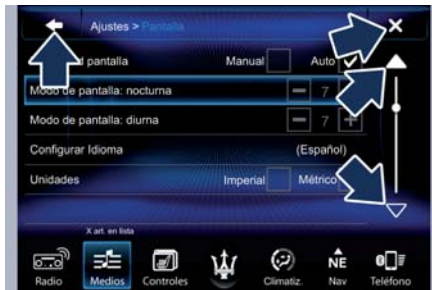 Ajustes > Pantalla
pantalla Manual Auto
Modo de pantalla: nocturna 7
Modo de pantalla: diurna 7
Configurar Idioma (Español)
Unidades Imperial Métrico
X art. en lista
Radio Medios Controles Climatiz. NE Nav Teléfono